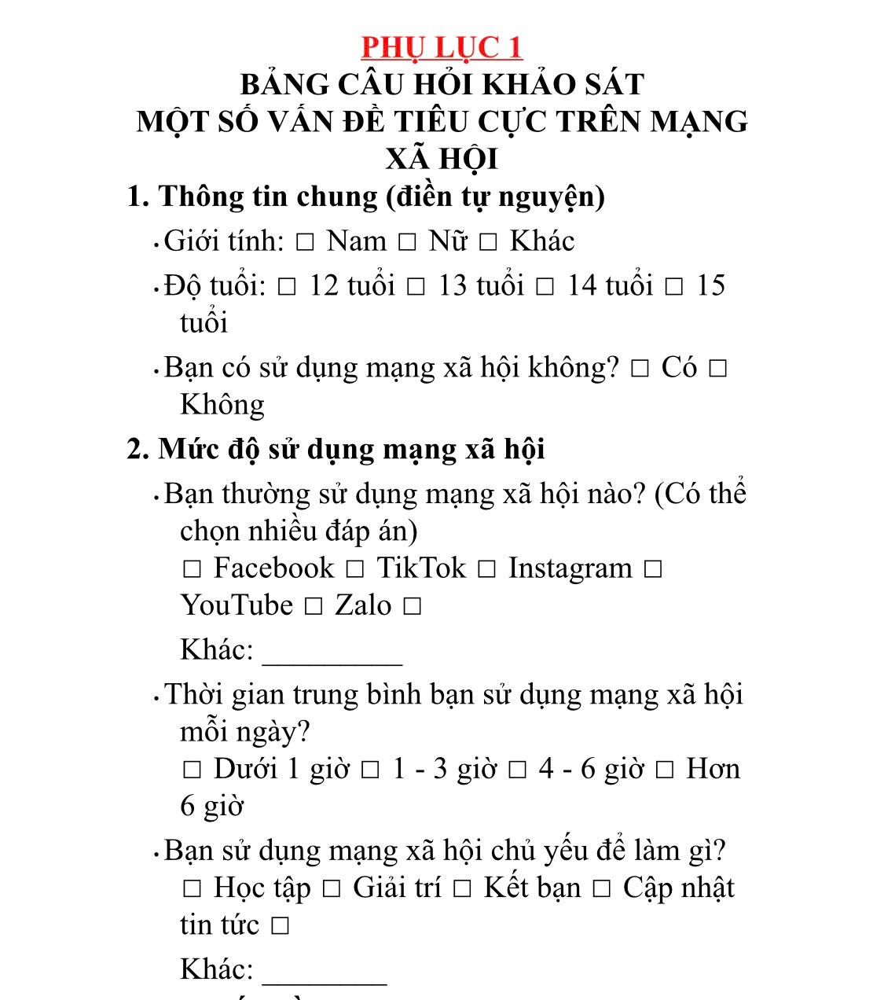 PHỤ LỤC 1
BẢNG CÂU HỎI KHẢO SÁT
MỘT SỐ VẤN ĐỀ TIÊU CỰC TRÊN MẠNG
XÃ HỘI
1. Thông tin chung (điền tự nguyện)
• Giới tính: □ Nam □ Nữ □ Khác
• Độ tuổi: □ 12 tuổi □ 13 tuổi □ 14 tuổi □ 15
tuổi
• Bạn có sử dụng mạng xã hội không? □ Có □
Không
2. Mức độ sử dụng mạng xã hội
• Bạn thường sử dụng mạng xã hội nào? (Có thể
chọn nhiều đáp án)
□ Facebook □ TikTok □ Instagram □
YouTube □ Zalo □
Khác: _________
• Thời gian trung bình bạn sử dụng mạng xã hội
mỗi ngày?
□ Dưới 1 giờ □ 1 - 3 giờ □ 4 - 6 giờ □ Hơn
6 giờ
• Bạn sử dụng mạng xã hội chủ yếu để làm gì?
□ Học tập □ Giải trí □ Kết bạn □ Cập nhật
tin tức □
Khác: ________